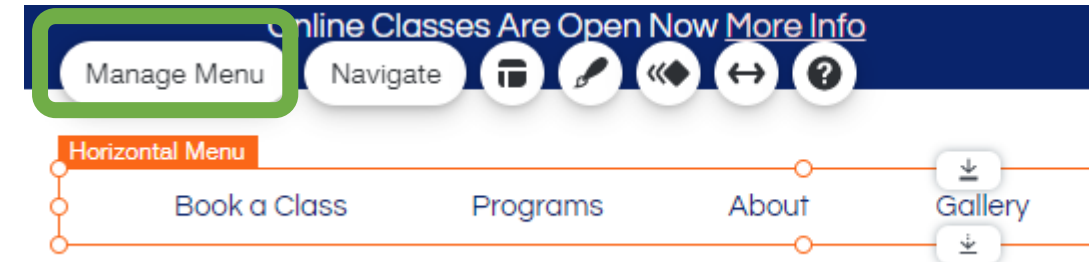 Online Classes Are Open Now More Info
Manage Menu Navigate ?
Horizontal Menu
Book a Class Programs About Gallery